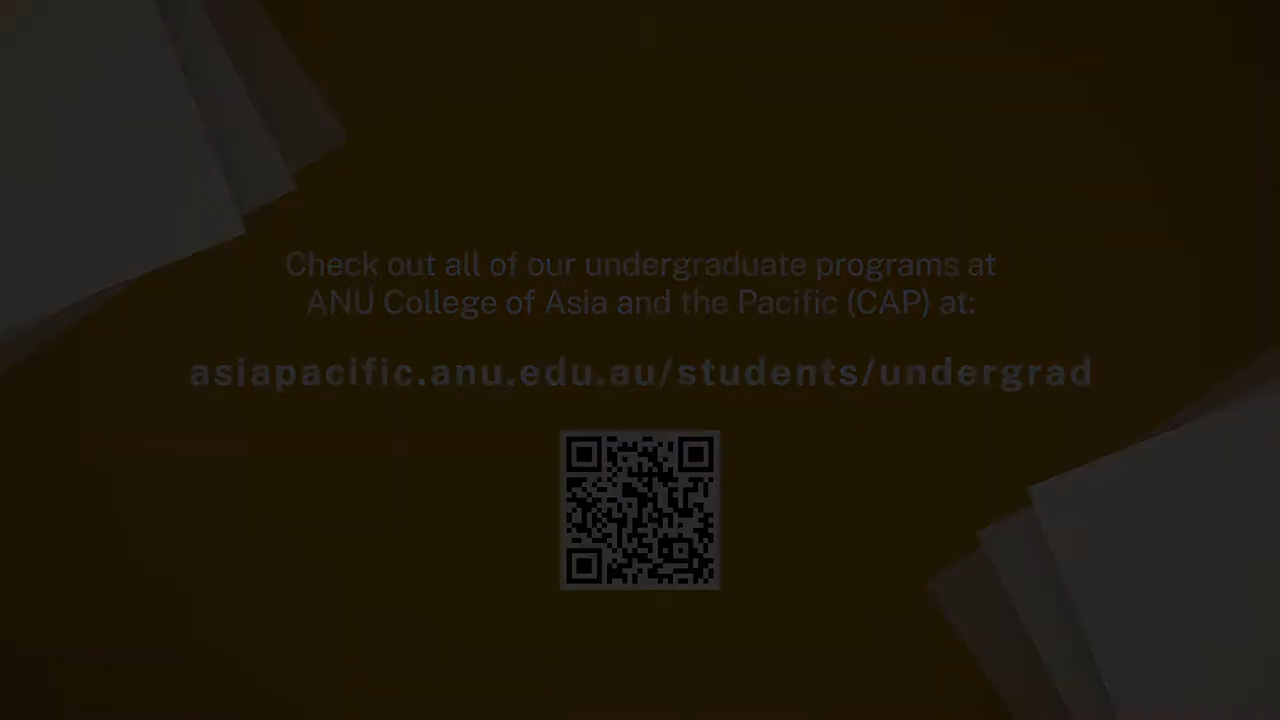 Check out all of our undergraduate programs at
ANU College of Asia and the Pacific (CAP) at:
asiapacific.anu.edu.au/students/undergrad